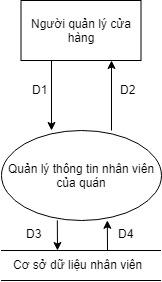 Người quản lý cửa
hàng
D1
D2
Quản lý thông tin nhân viên
của quán
D3
D4
Cơ sở dữ liệu nhân viên